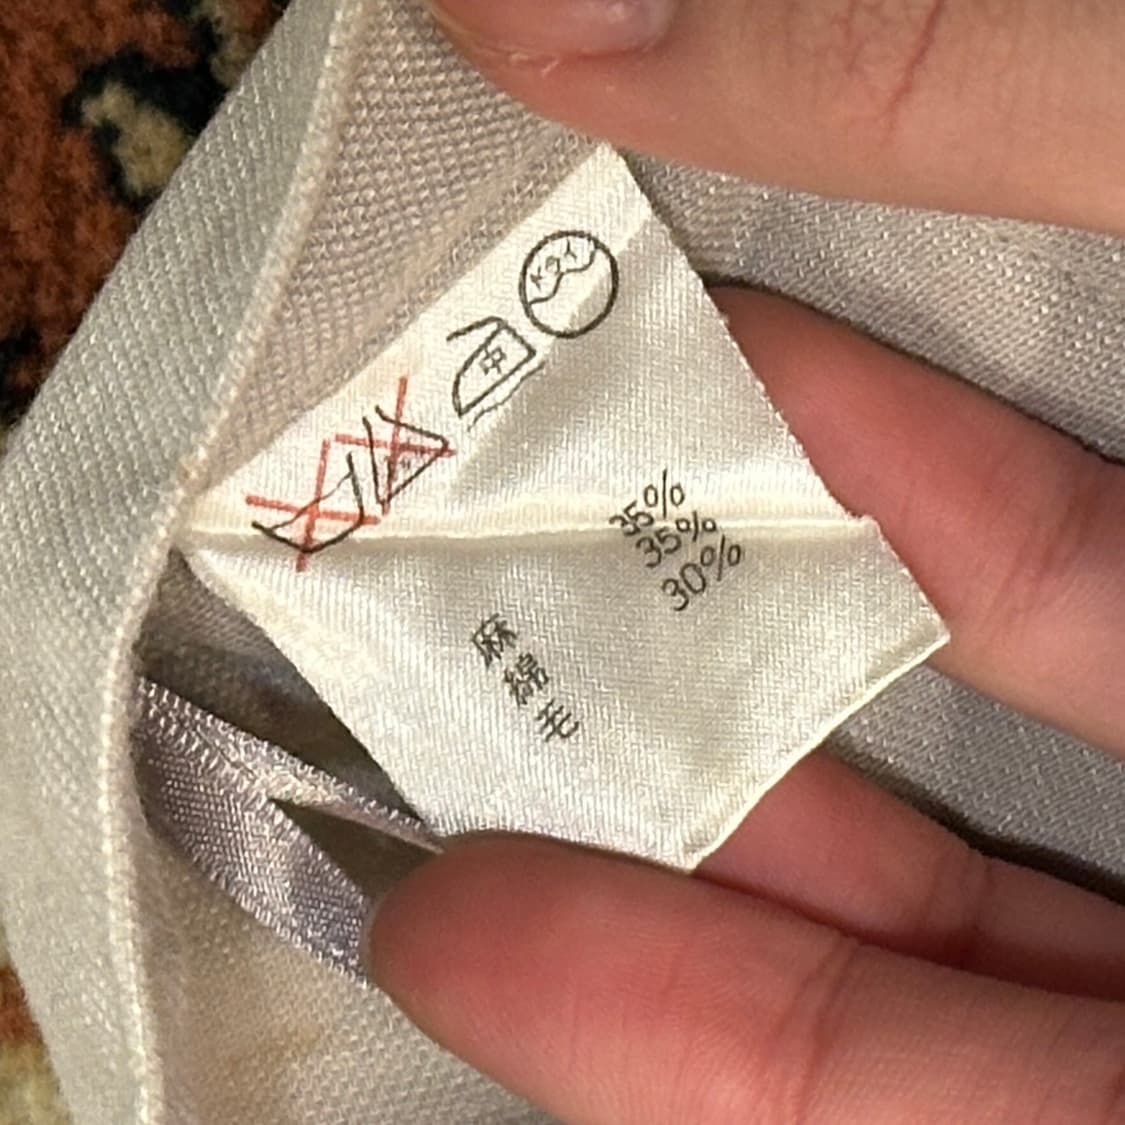 ドライ
中
麻 35%
綿 35%
毛 30%